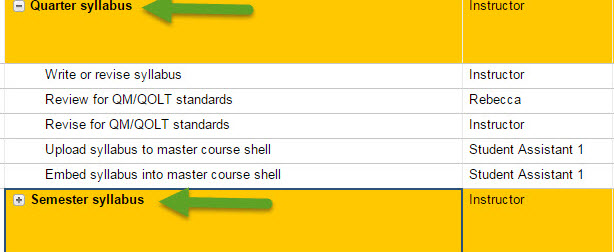 Quarter syllabus Instructor
Write or revise syllabus Instructor
Review for QM/QOLT standards Rebecca
Revise for QM/QOLT standards Instructor
Upload syllabus to master course shell Student Assistant 1
Embed syllabus into master course shell Student Assistant 1
Semester syllabus Instructor